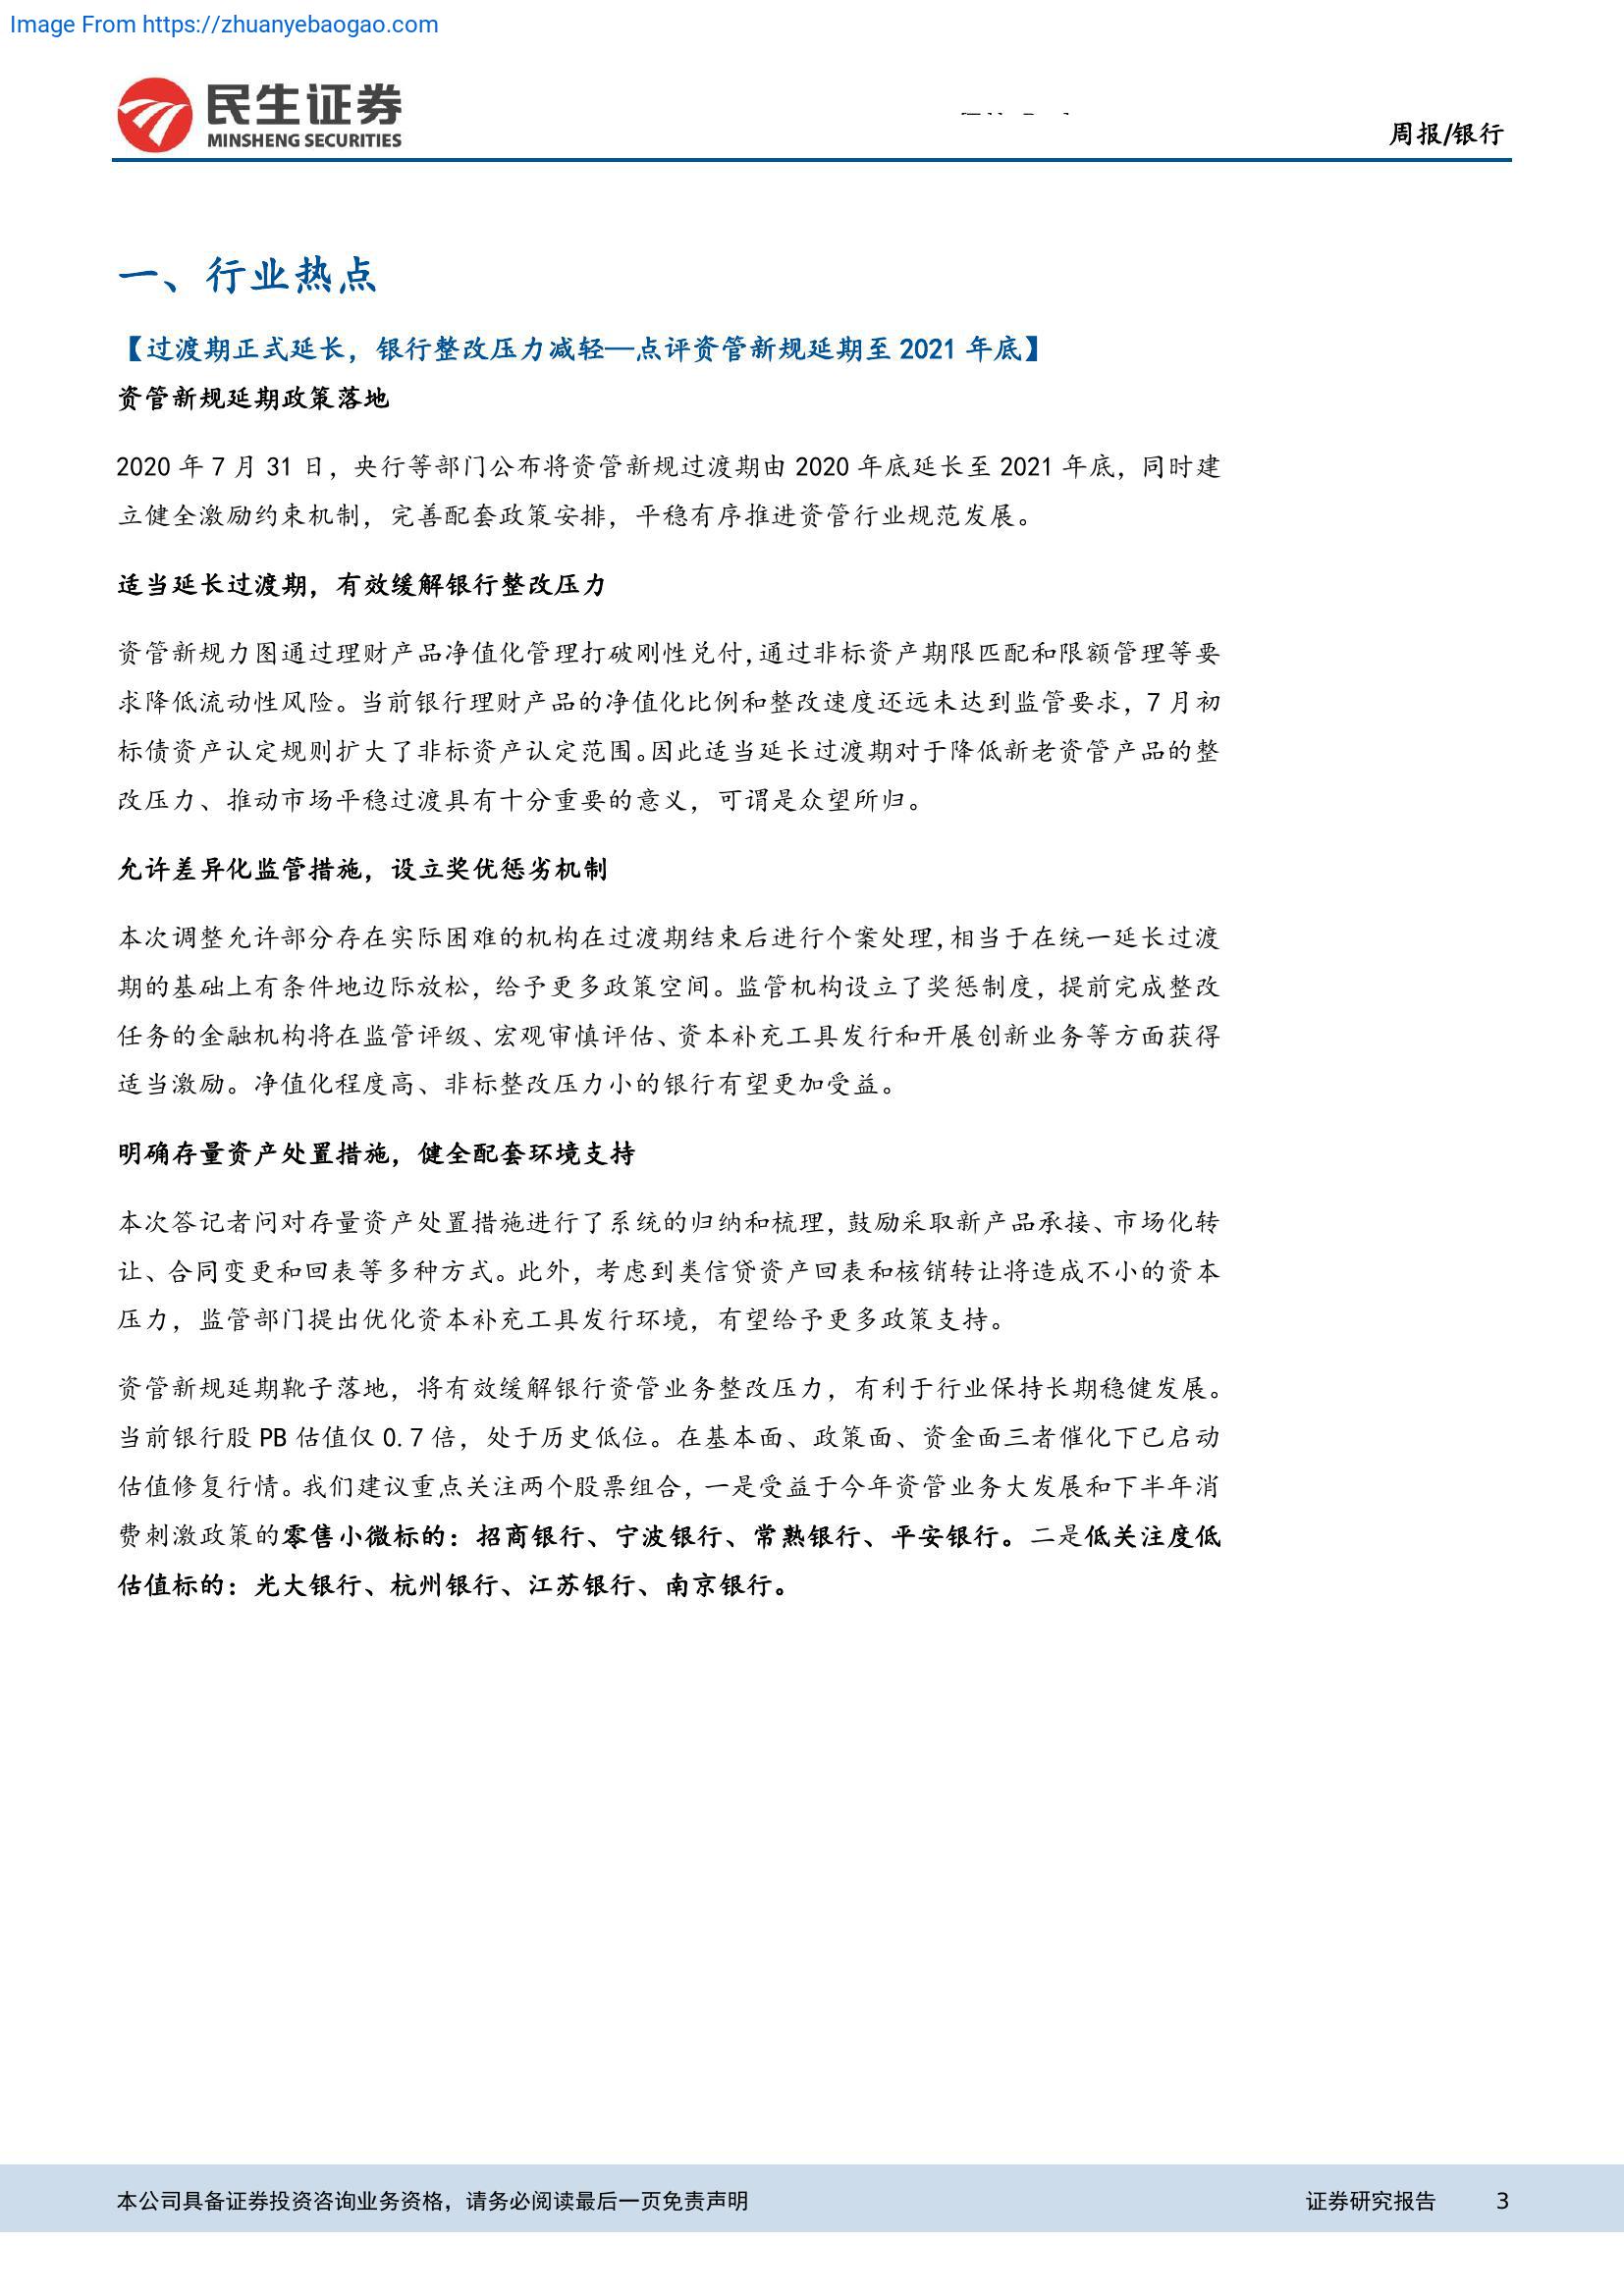 Image From https://zhuanyebaogao.com
民生证券
MINSHENG SECURITIES
周报/银行
一、行业热点
【过渡期正式延长，银行整改压力减轻—点评资管新规延期至 2021 年底】
资管新规延期政策落地
2020 年 7 月 31 日，央行等部门公布将资管新规过渡期由 2020 年底延长至 2021 年底，同时建
立健全激励约束机制，完善配套政策安排，平稳有序推进资管行业规范发展。
适当延长过渡期，有效缓解银行整改压力
资管新规力图通过理财产品净值化管理打破刚性兑付，通过非标资产期限匹配和限额管理等要
求降低流动性风险。当前银行理财产品的净值化比例和整改速度还远未达到监管要求，7 月初
标债资产认定规则扩大了非标资产认定范围。因此适当延长过渡期对于降低新老资管产品的整
改压力、推动市场平稳过渡具有十分重要的意义，可谓是众望所归。
允许差异化监管措施，设立奖优惩劣机制
本次调整允许部分存在实际困难的机构在过渡期结束后进行个案处理，相当于在统一延长过渡
期的基础上有条件地边际放松，给予更多政策空间。监管机构设立了奖惩制度，提前完成整改
任务的金融机构将在监管评级、宏观审慎评估、资本补充工具发行和开展创新业务等方面获得
适当激励。净值化程度高、非标整改压力小的银行有望更加受益。
明确存量资产处置措施，健全配套环境支持
本次答记者问对存量资产处置措施进行了系统的归纳和梳理，鼓励采取新产品承接、市场化转
让、合同变更和回表等多种方式。此外，考虑到类信贷资产回表和核销转让将造成不小的资本
压力，监管部门提出优化资本补充工具发行环境，有望给予更多政策支持。
资管新规延期靴子落地，将有效缓解银行资管业务整改压力，有利于行业保持长期稳健发展。
当前银行股 PB 估值仅 0.7 倍，处于历史低位。在基本面、政策面、资金面三者催化下已启动
估值修复行情。我们建议重点关注两个股票组合，一是受益于今年资管业务大发展和下半年消
费刺激政策的零售小微标的：招商银行、宁波银行、常熟银行、平安银行。二是低关注度低
估值标的：光大银行、杭州银行、江苏银行、南京银行。
本公司具备证券投资咨询业务资格，请务必阅读最后一页免责声明
证券研究报告 3